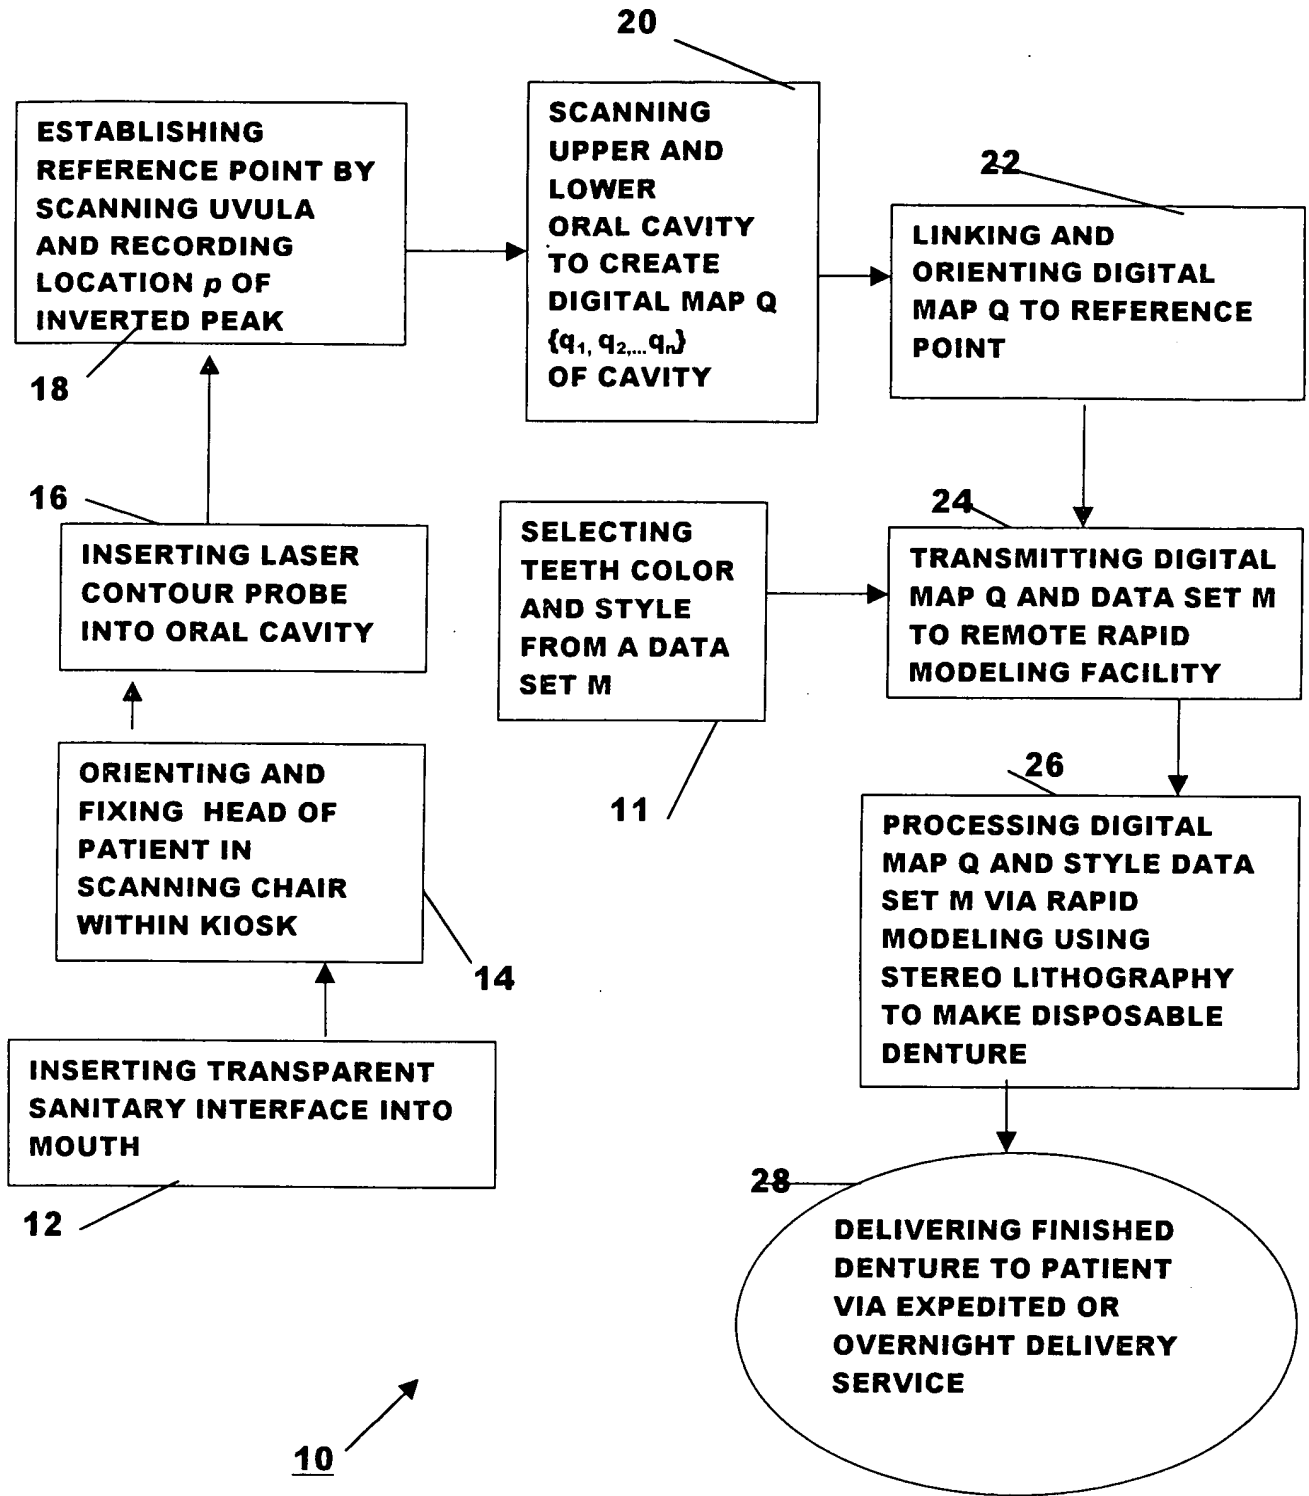 20
ESTABLISHING
REFERENCE POINT BY
SCANNING UVULA
AND RECORDING
LOCATION p OF
INVERTED PEAK
18
SCANNING
UPPER AND
LOWER
ORAL CAVITY
TO CREATE
DIGITAL MAP Q
{q1, q2,...qn}
OF CAVITY
22
LINKING AND
ORIENTING DIGITAL
MAP Q TO REFERENCE
POINT
16
INSERTING LASER
CONTOUR PROBE
INTO ORAL CAVITY
SELECTING
TEETH COLOR
AND STYLE
FROM A DATA
SET M
11
24
TRANSMITTING DIGITAL
MAP Q AND DATA SET M
TO REMOTE RAPID
MODELING FACILITY
ORIENTING AND
FIXING HEAD OF
PATIENT IN
SCANNING CHAIR
WITHIN KIOSK
14
26
PROCESSING DIGITAL
MAP Q AND STYLE DATA
SET M VIA RAPID
MODELING USING
STEREO LITHOGRAPHY
TO MAKE DISPOSABLE
DENTURE
INSERTING TRANSPARENT
SANITARY INTERFACE INTO
MOUTH
12
28
DELIVERING FINISHED
DENTURE TO PATIENT
VIA EXPEDITED OR
OVERNIGHT DELIVERY
SERVICE
10